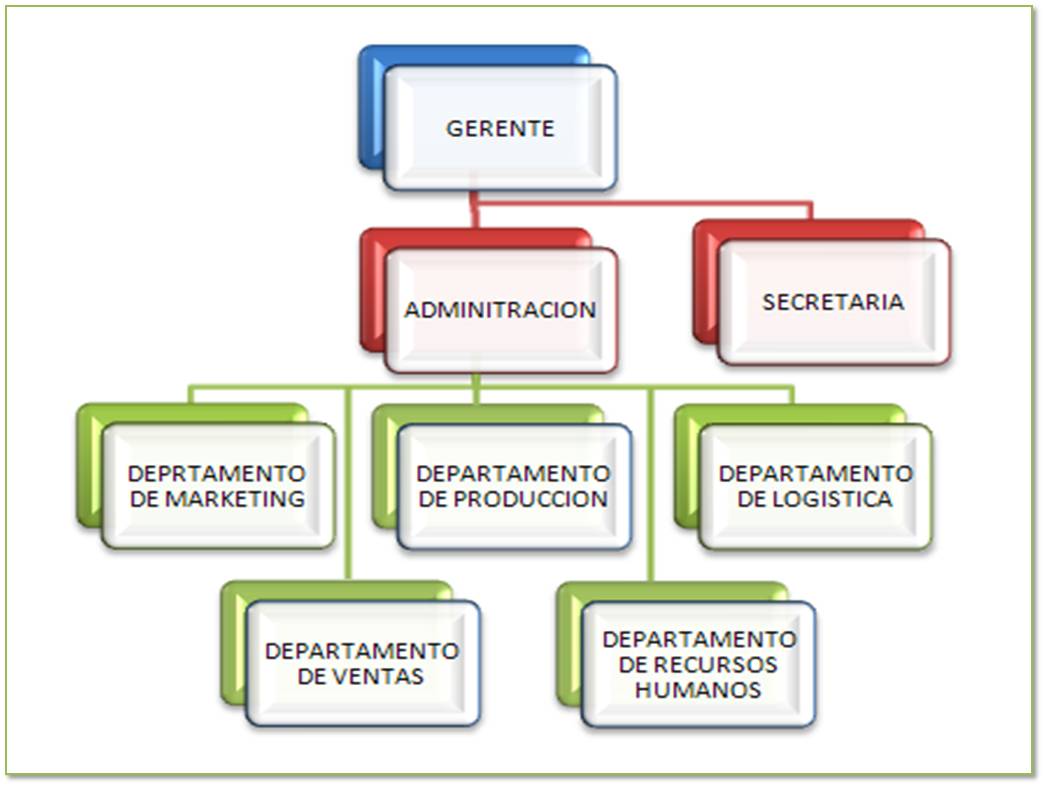 GERENTE
ADMINITRACION
SECRETARIA
DEPRTAMENTO
DE MARKETING
DEPARTAMENTO
DE PRODUCCION
DEPARTAMENTO
DE LOGISTICA
DEPARTAMENTO
DE VENTAS
DEPARTAMENTO
DE RECURSOS
HUMANOS